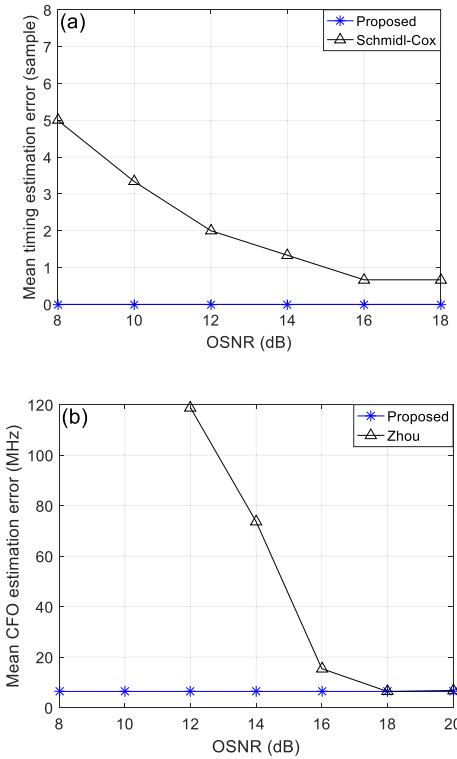 (a)
Proposed
Schmidl-Cox
Mean timing estimation error (sample)
8
7
6
5
4
3
2
1
0
8 10 12 14 16 18
OSNR (dB)
(b)
Proposed
Zhou
Mean CFO estimation error (MHz)
120
100
80
60
40
20
0
8 10 12 14 16 18 20
OSNR (dB)